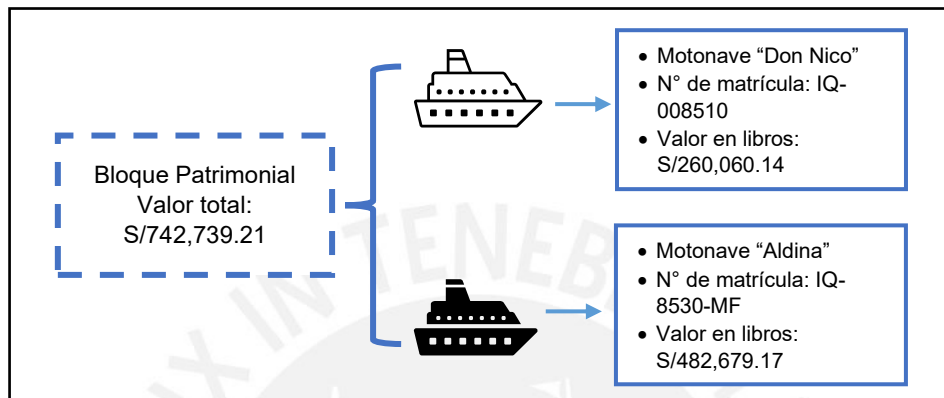 • Motonave “Don Nico”
• N° de matrícula: IQ-
008510
• Valor en libros:
S/260,060.14
Bloque Patrimonial
Valor total:
S/742,739.21
• Motonave “Aldina”
• N° de matrícula: IQ-
8530-MF
• Valor en libros:
S/482,679.17